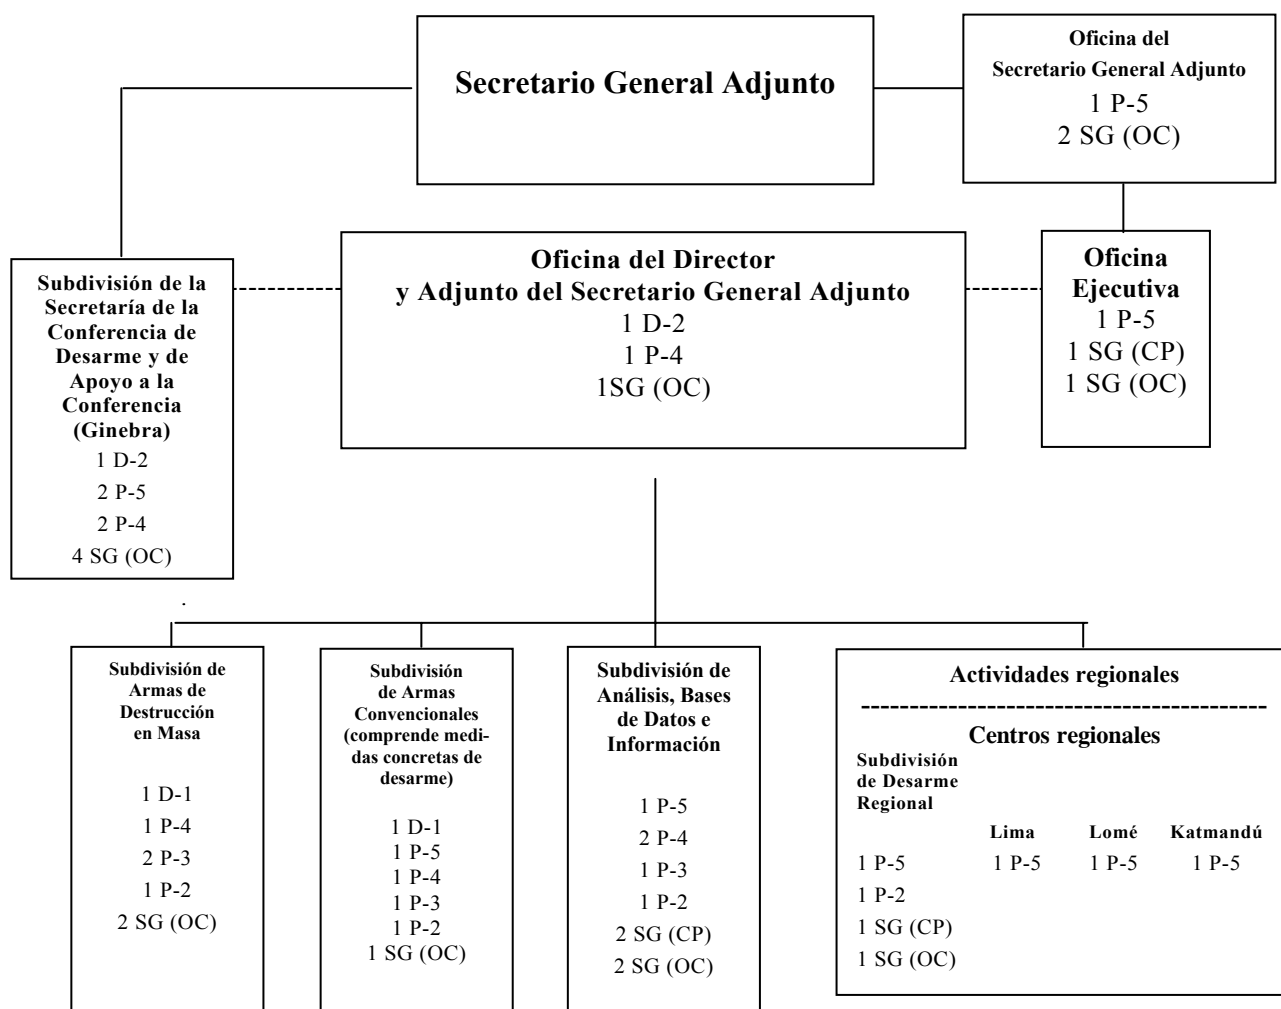 Secretario General Adjunto
Oficina del
Secretario General Adjunto
1 P-5
2 SG (OC)
Subdivisión de la
Secretaría de la
Conferencia de
Desarme y de
Apoyo a la
Conferencia
(Ginebra)
1 D-2
2 P-5
2 P-4
4 SG (OC)
Oficina del Director
y Adjunto del Secretario General Adjunto
1 D-2
1 P-4
1SG (OC)
Oficina
Ejecutiva
1 P-5
1 SG (CP)
1 SG (OC)
.
Subdivisión de
Armas de
Destrucción
en Masa
1 D-1
1 P-4
2 P-3
1 P-2
2 SG (OC)
Subdivisión
de Armas
Convencionales
(comprende medi-
das concretas de
desarme)
1 D-1
1 P-5
1 P-4
1 P-3
1 P-2
1 SG (OC)
Subdivisión de
Análisis, Bases
de Datos e
Información
1 P-5
2 P-4
1 P-3
1 P-2
2 SG (CP)
2 SG (OC)
Actividades regionales
Centros regionales
Subdivisión
de Desarme
Regional
Lima Lomé Katmandú
1 P-5 1 P-5 1 P-5 1 P-5
1 P-2
1 SG (CP)
1 SG (OC)